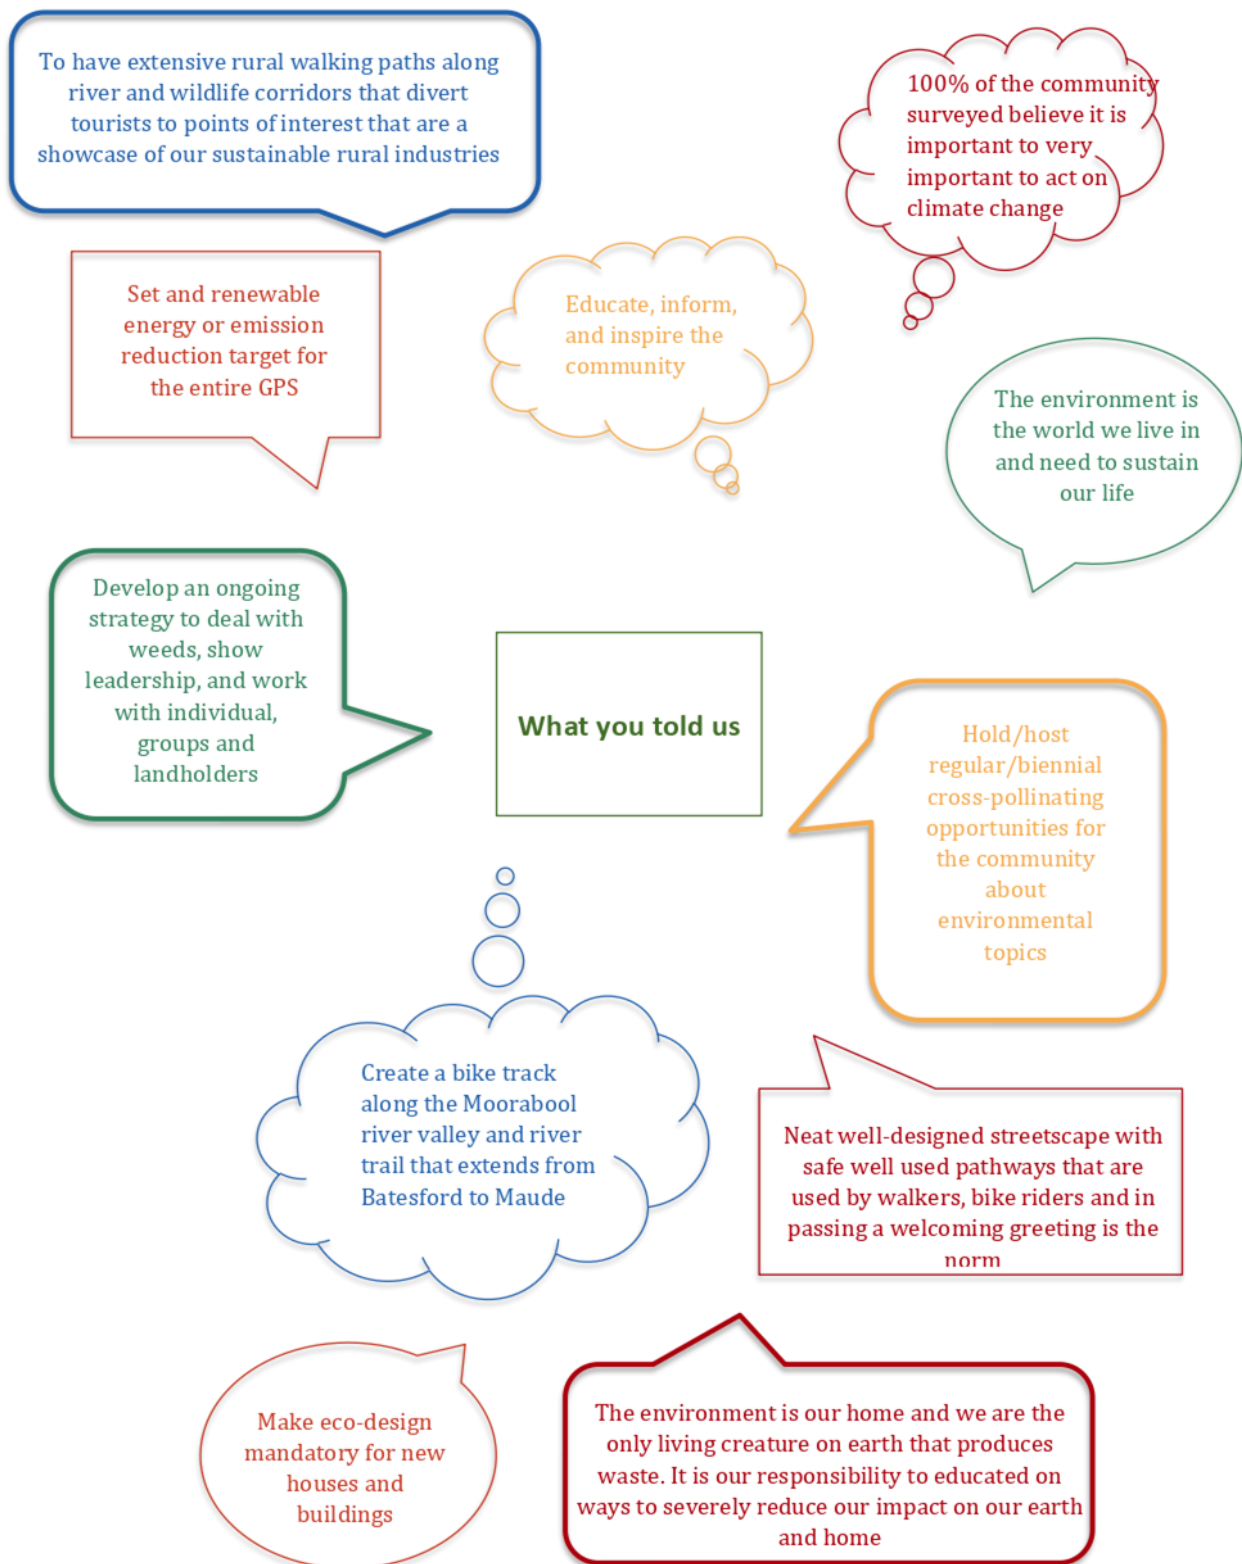 To have extensive rural walking paths along
river and wildlife corridors that divert
tourists to points of interest that are a
showcase of our sustainable rural industries
100% of the community
surveyed believe it is
important to very
important to act on
climate change
Set and renewable
energy or emission
reduction target for
the entire GPS
Educate, inform,
and inspire the
community
The environment is
the world we live in
and need to sustain
our life
Develop an ongoing
strategy to deal with
weeds, show
leadership, and work
with individual,
groups and
landholders
What you told us
Hold/host
regular/biennial
cross-pollinating
opportunities for
the community
about
environmental
topics
Create a bike track
along the Moorabool
river valley and river
trail that extends from
Batesford to Maude
Neat well-designed streetscape with
safe well used pathways that are
used by walkers, bike riders and in
passing a welcoming greeting is the
norm
Make eco-design
mandatory for new
houses and
buildings
The environment is our home and we are the
only living creature on earth that produces
waste. It is our responsibility to educated on
ways to severely reduce our impact on our earth
and home